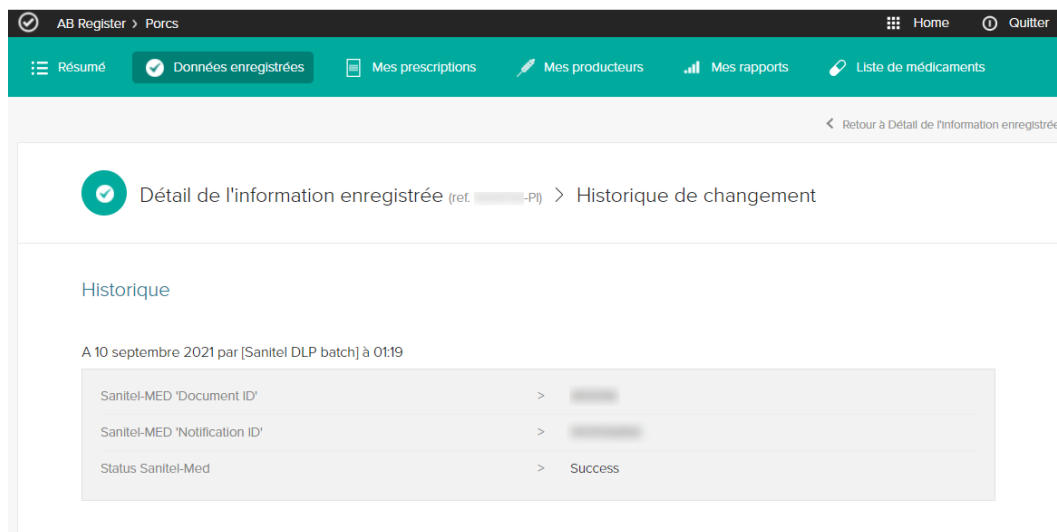 AB Register > Porcs
Home
Quitter
Résumé
Données enregistrées
Mes prescriptions
Mes producteurs
Mes rapports
Liste de médicaments
Retour à Détail de l'information enregistrée
Détail de l'information enregistrée (ref. -PI) > Historique de changement
Historique
A 10 septembre 2021 par [Sanitel DLP batch] à 01:19
Sanitel-MED 'Document ID' >
Sanitel-MED 'Notification ID' >
Status Sanitel-Med > Success